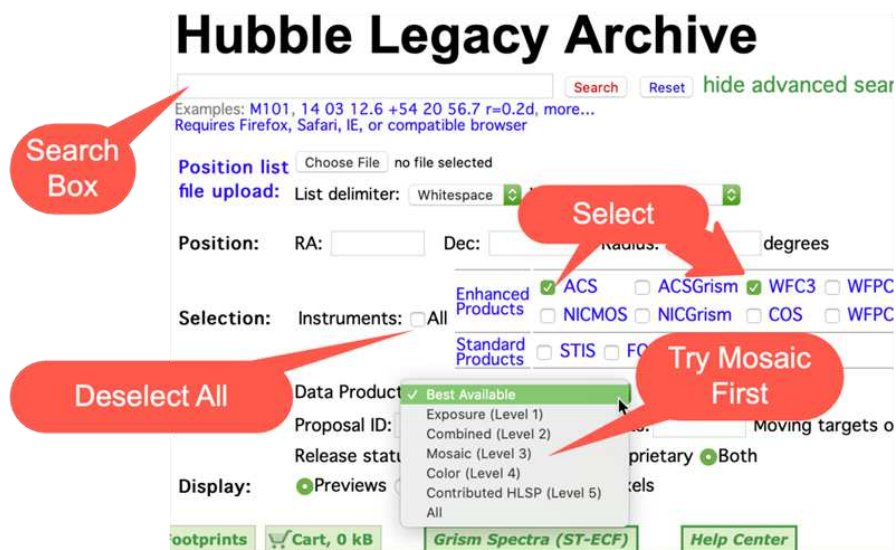 Hubble Legacy Archive
Search Reset hide advanced sear
Examples: M101, 14 03 12.6 +54 20 56.7 r=0.2d, more...
Requires Firefox, Safari, IE, or compatible browser
Search
Box
Position list Choose File no file selected
file upload: List delimiter: Whitespace
Select
Position: RA: Dec: Radius: degrees
Enhanced ACS ACSGrism WFC3 WFPC
Products NICMOS NICGrism COS WFPC
Selection: Instruments: All
Standard STIS FO
Products
Try Mosaic
First
Deselect All
Data Product Best Available
Exposure (Level 1)
Proposal ID: Moving targets o
Combined (Level 2)
Mosaic (Level 3)
Release statu prietary Both
Color (Level 4)
Display: Previews xels
Contributed HLSP (Level 5)
All
Footprints Cart, 0 kB Grism Spectra (ST-ECF) Help Center